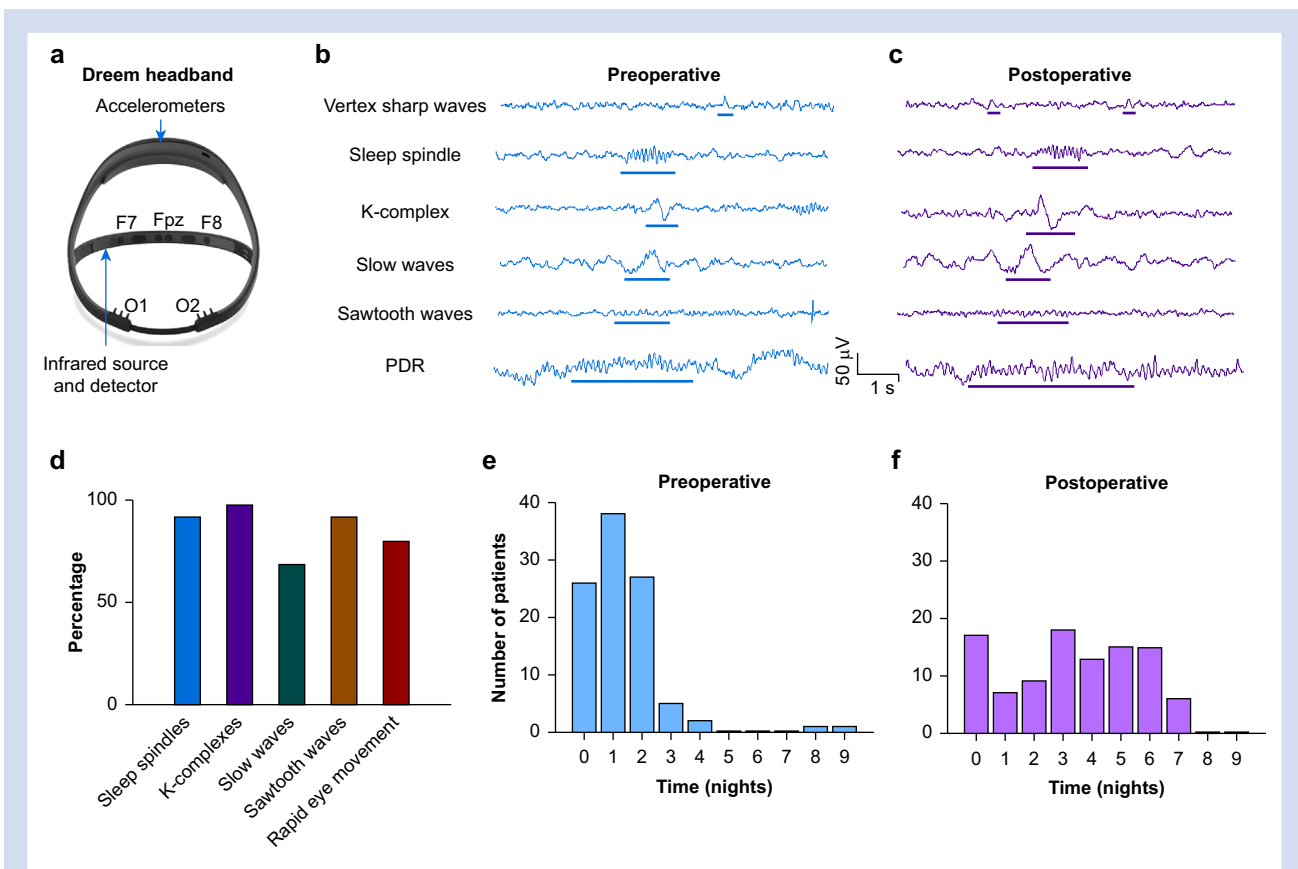 a
Dreem headband
Accelerometers
F7 Fpz F8
O1 O2
Infrared source
and detector
b
Preoperative
Vertex sharp waves
Sleep spindle
K-complex
Slow waves
Sawtooth waves
PDR
50 µV
1 s
c
Postoperative
d
Percentage
100
50
0
Sleep spindles
K-complexes
Slow waves
Sawtooth waves
Rapid eye movement
e
Preoperative
Number of patients
40
30
20
10
0
0 1 2 3 4 5 6 7 8 9
Time (nights)
f
Postoperative
40
30
20
10
0
0 1 2 3 4 5 6 7 8 9
Time (nights)